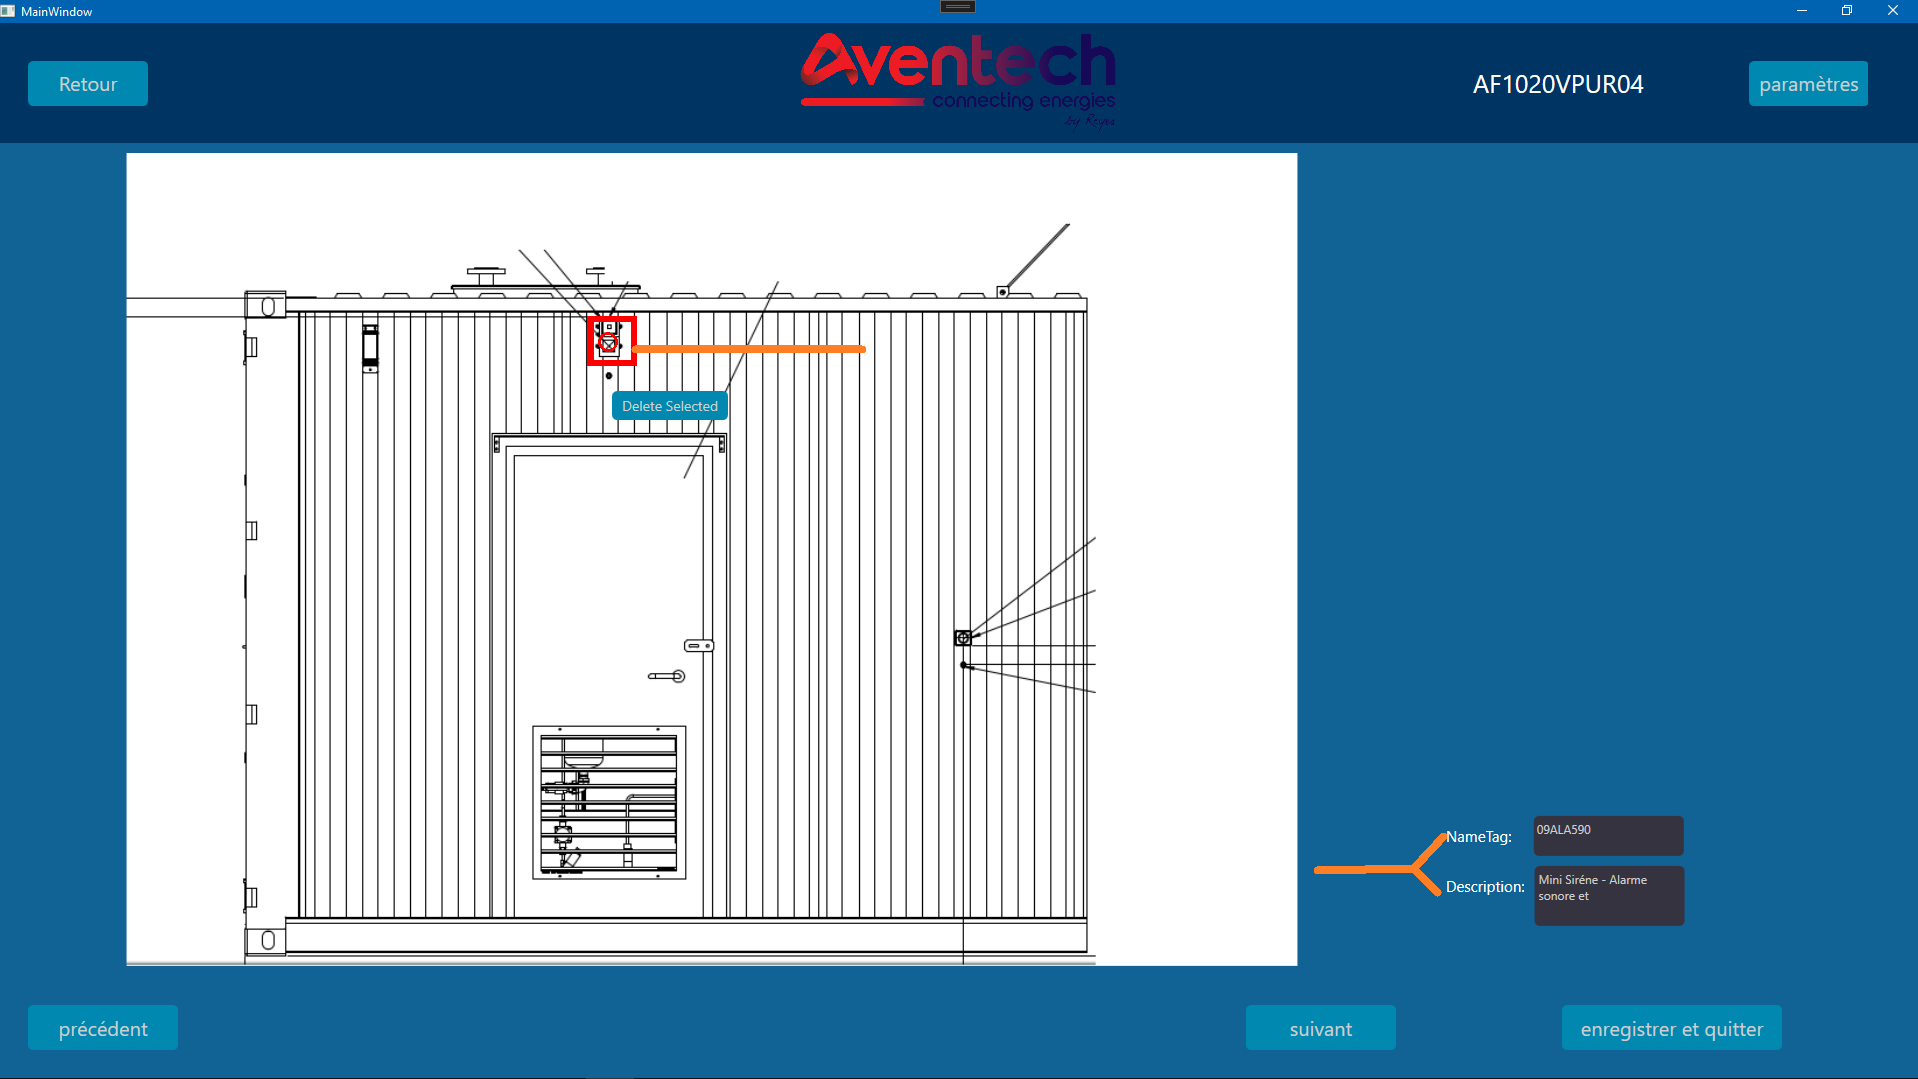 MainWindow
Retour
Aventech
connecting energies
by Royes
AF1020VPUR04
paramètres
Delete Selected
NameTag:
09ALA590
Description:
Mini Siréne - Alarme
sonore et
précédent
suivant
enregistrer et quitter